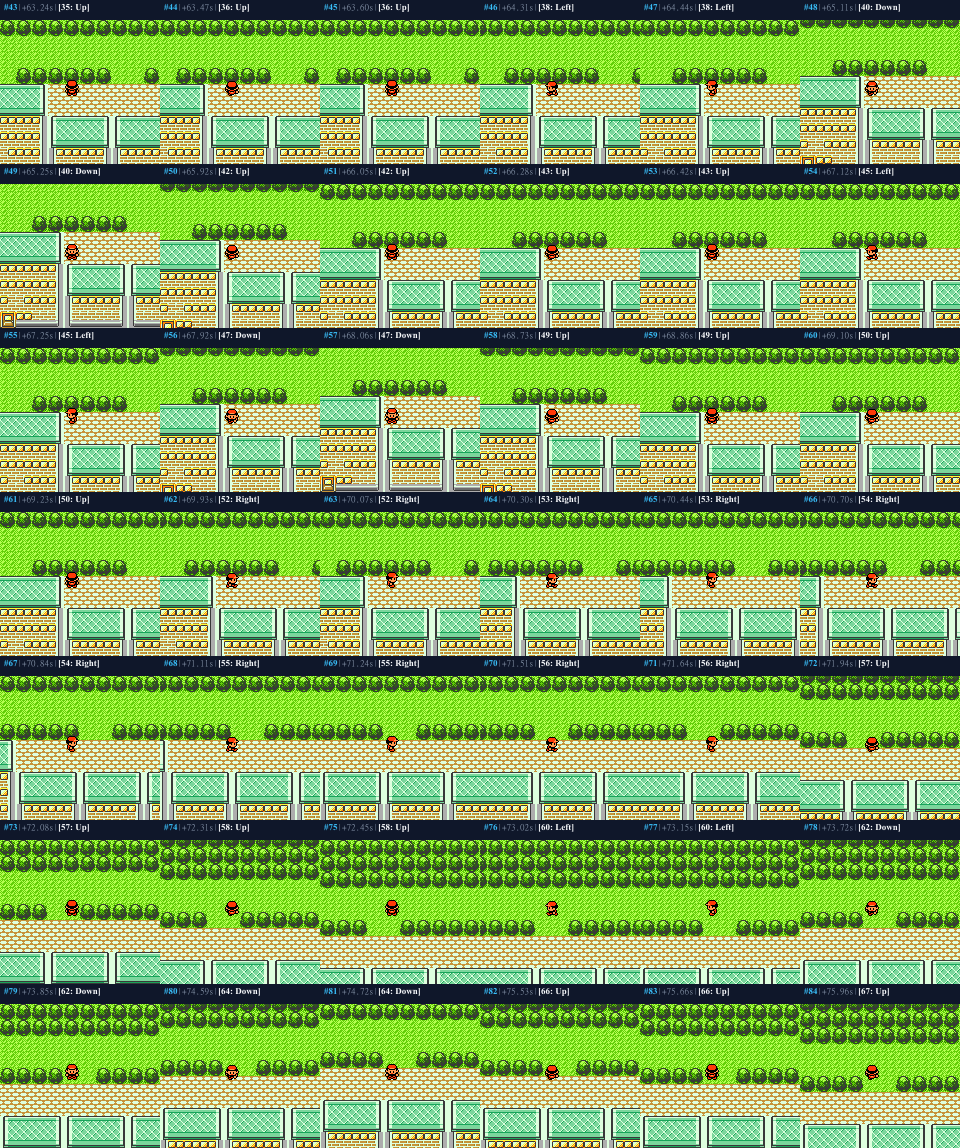 #43|+63.24s|[35: Up] #44|+63.47s|[36: Up] #45|+63.60s|[36: Up] #46|+64.31s|[38: Left] #47|+64.44s|[38: Left] #48|+65.11s|[40: Down]
#49|+65.25s|[40: Down] #50|+65.92s|[42: Up] #51|+66.05s|[42: Up] #52|+66.28s|[43: Up] #53|+66.42s|[43: Up] #54|+67.12s|[45: Left]
#55|+67.25s|[45: Left] #56|+67.92s|[47: Down] #57|+68.06s|[47: Down] #58|+68.73s|[49: Up] #59|+68.86s|[49: Up] #60|+69.10s|[50: Up]
#61|+69.23s|[50: Up] #62|+69.93s|[52: Right] #63|+70.07s|[52: Right] #64|+70.30s|[53: Right] #65|+70.44s|[53: Right] #66|+70.70s|[54: Right]
#67|+70.84s|[54: Right] #68|+71.11s|[55: Right] #69|+71.24s|[55: Right] #70|+71.51s|[56: Right] #71|+71.64s|[56: Right] #72|+71.94s|[57: Up]
#73|+72.08s|[57: Up] #74|+72.31s|[58: Up] #75|+72.45s|[58: Up] #76|+73.02s|[60: Left] #77|+73.15s|[60: Left] #78|+73.72s|[62: Down]
#79|+73.85s|[62: Down] #80|+74.59s|[64: Down] #81|+74.72s|[64: Down] #82|+75.53s|[66: Up] #83|+75.66s|[66: Up] #84|+75.96s|[67: Up]